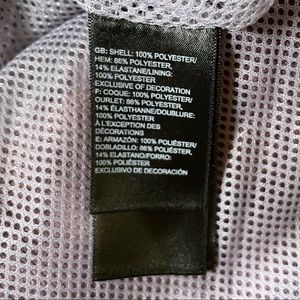 GB: SHELL: 100% POLYESTER/
HEM: 86% POLYESTER,
14% ELASTANE/LINING:
100% POLYESTER
EXCLUSIVE OF DECORATION
F: COQUE: 100% POLYESTER/
OURLET: 86% POLYESTER,
14% ÉLASTHANNE/DOUBLURE:
100% POLYESTER
À L'EXCEPTION DES
DÉCORATIONS
E: ARMAZÓN: 100% POLIÉSTER/
DOBLADILLO: 86% POLIÉSTER,
14% ELASTANO/FORRO:
100% POLIÉSTER
EXCLUSIVO DE DECORACIÓN